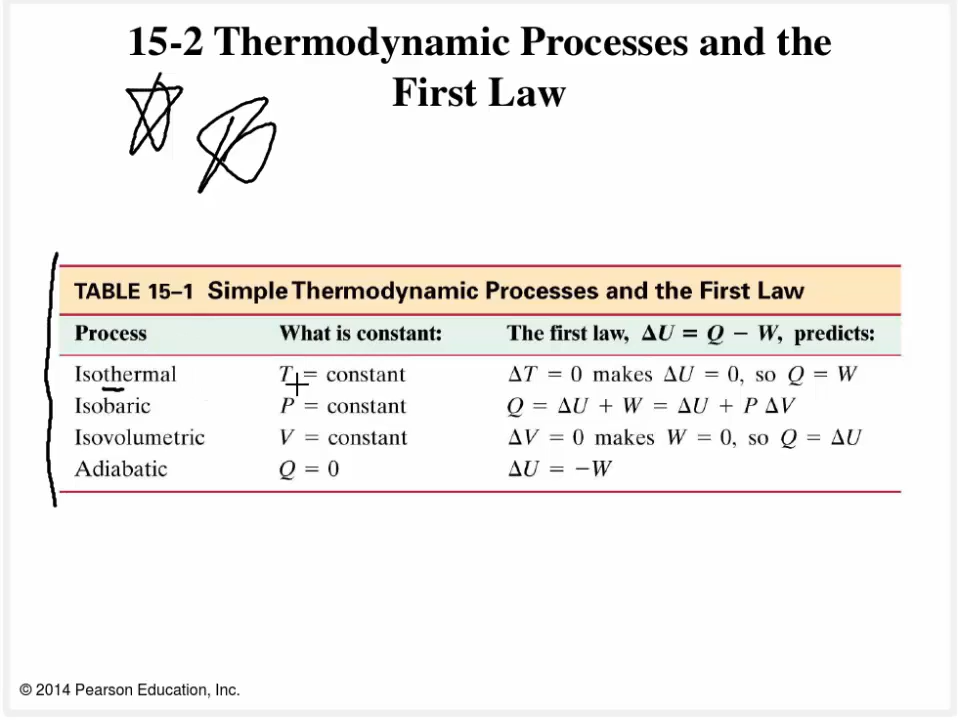 15-2 Thermodynamic Processes and the
First Law
TABLE 15–1 Simple Thermodynamic Processes and the First Law
Process What is constant: The first law, ΔU = Q − W, predicts:
Isothermal T = constant ΔT = 0 makes ΔU = 0, so Q = W
Isobaric P = constant Q = ΔU + W = ΔU + P ΔV
Isovolumetric V = constant ΔV = 0 makes W = 0, so Q = ΔU
Adiabatic Q = 0 ΔU = −W
© 2014 Pearson Education, Inc.